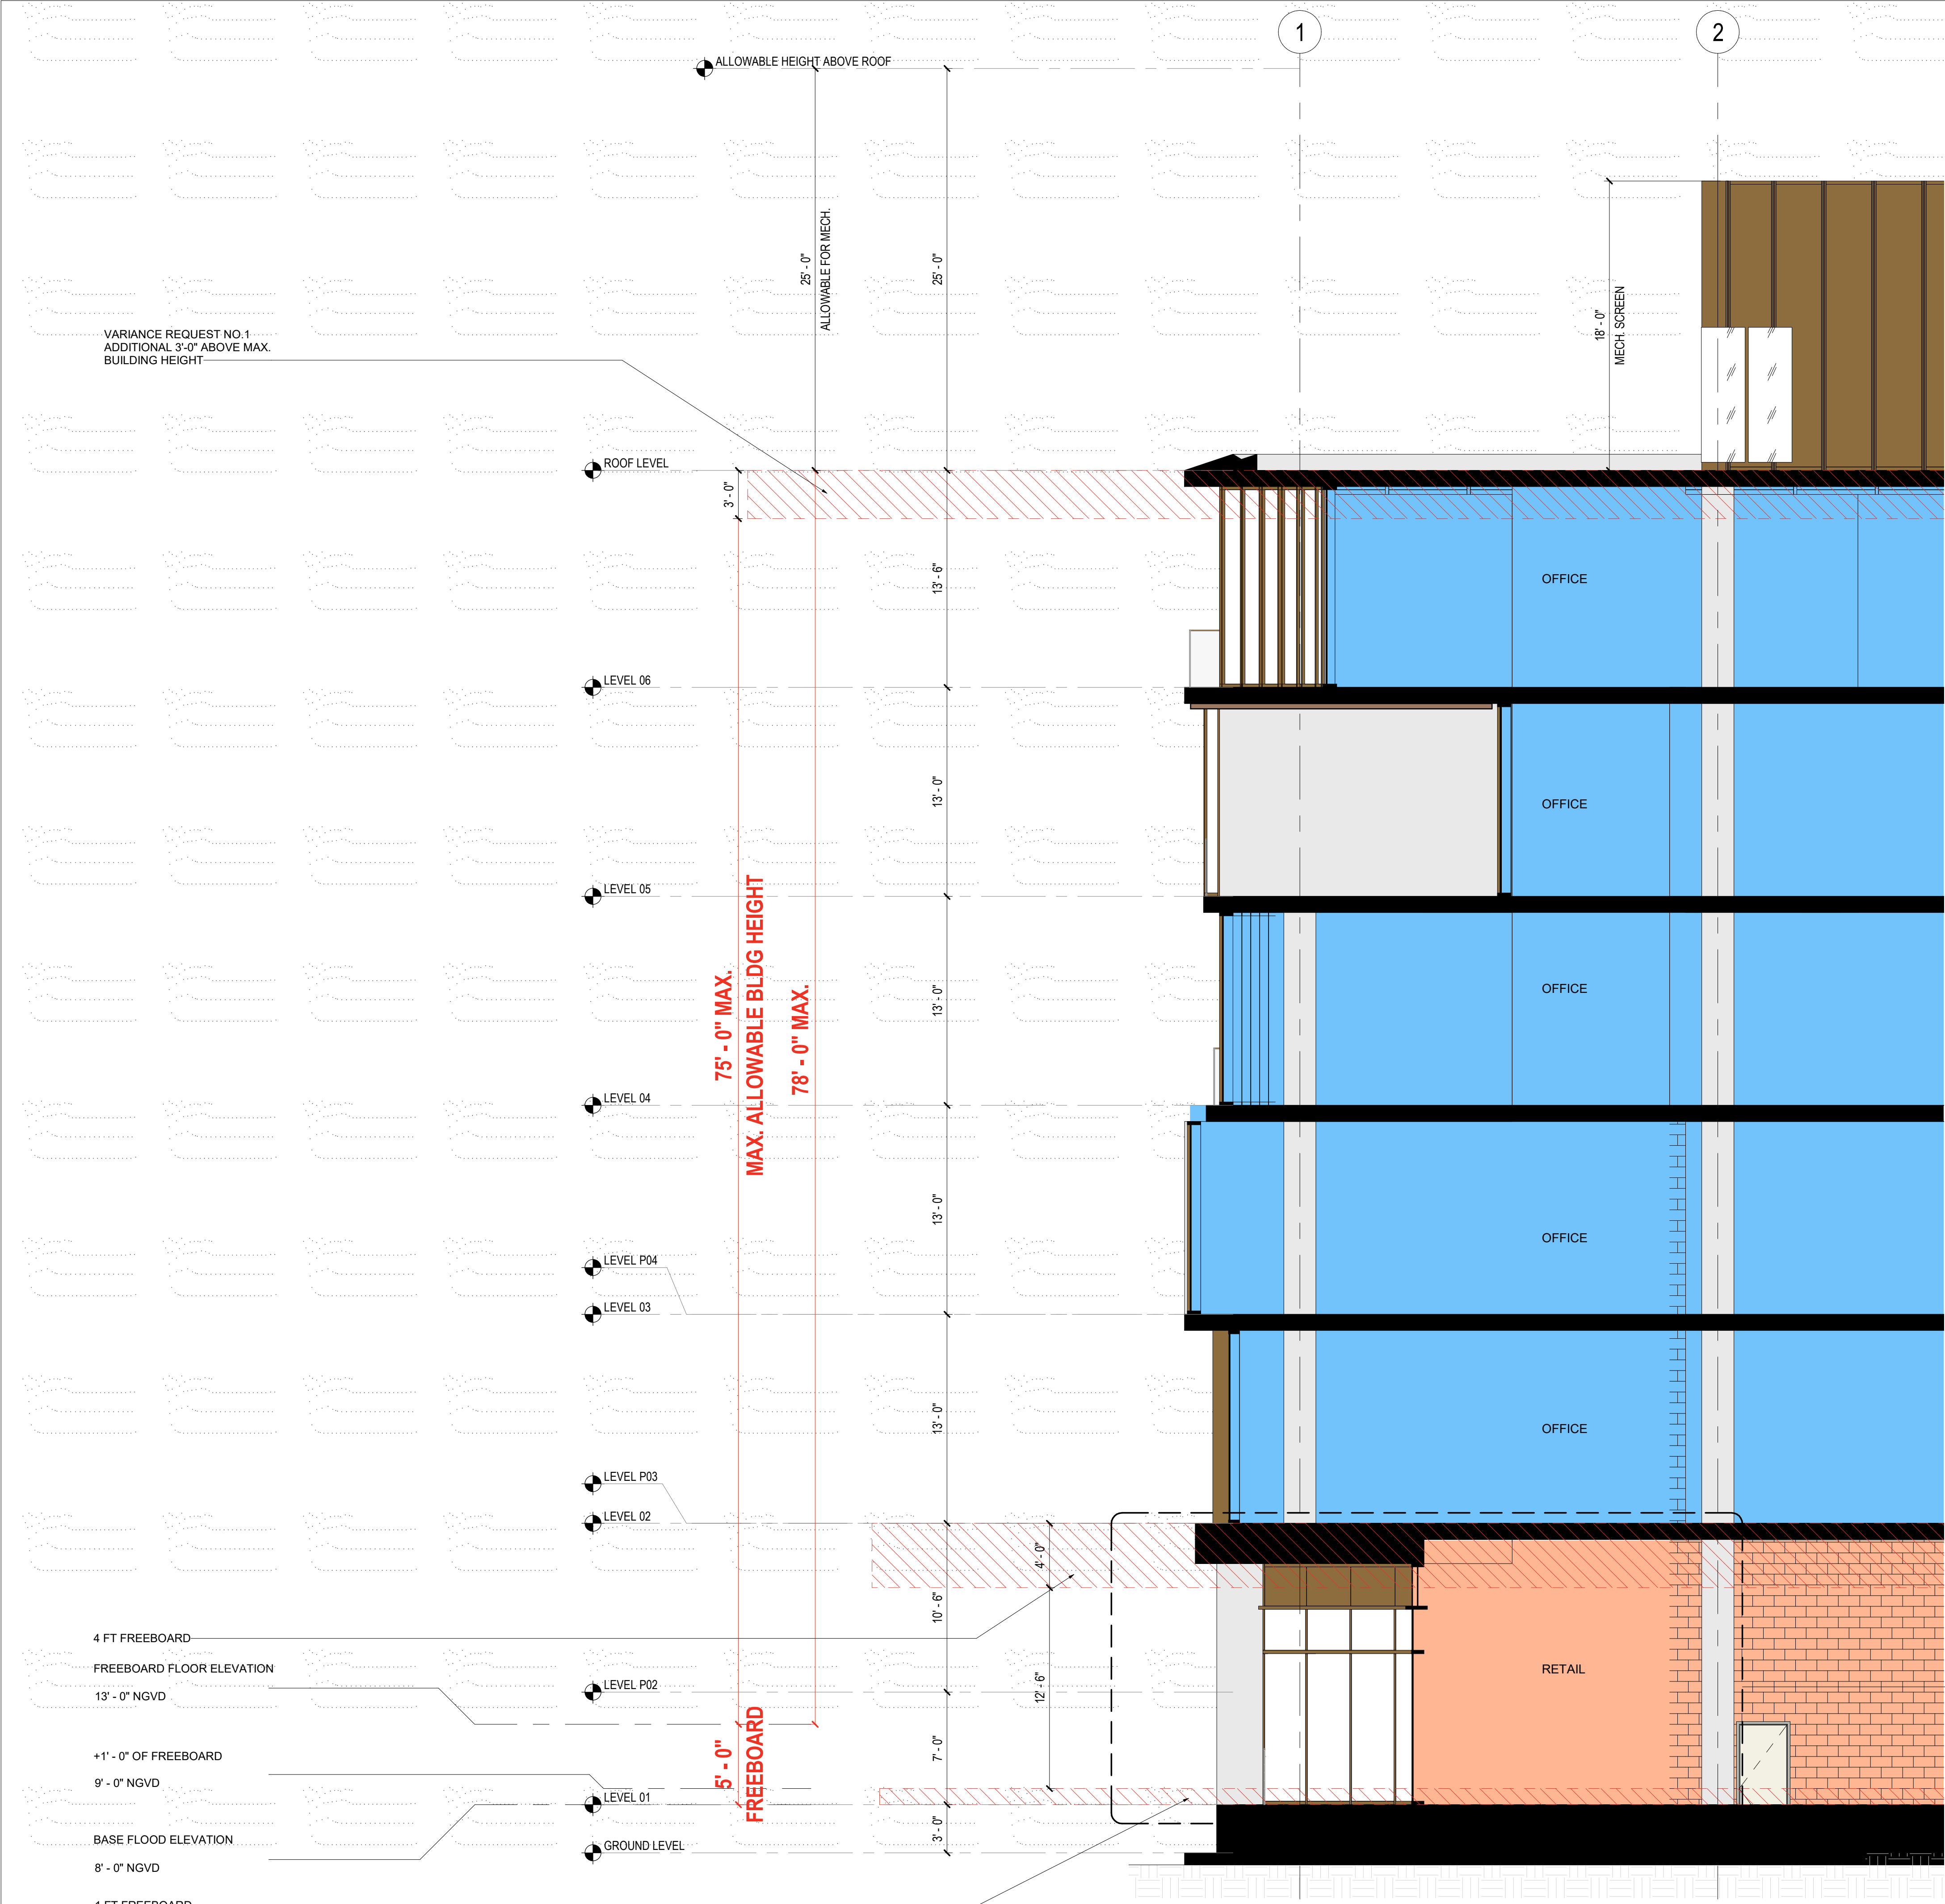 1
2
ALLOWABLE HEIGHT ABOVE ROOF
25' - 0"
ALLOWABLE FOR MECH.
25' - 0"
18' - 0"
MECH. SCREEN
VARIANCE REQUEST NO.1
ADDITIONAL 3'-0" ABOVE MAX.
BUILDING HEIGHT
ROOF LEVEL
3' - 0"
13' - 6"
OFFICE
LEVEL 06
13' - 0"
OFFICE
LEVEL 05
75' - 0" MAX.
MAX. ALLOWABLE BLDG HEIGHT
78' - 0" MAX.
13' - 0"
OFFICE
LEVEL 04
13' - 0"
OFFICE
LEVEL P04
LEVEL 03
13' - 0"
OFFICE
LEVEL P03
LEVEL 02
4' - 0"
10' - 6"
4 FT FREEBOARD
FREEBOARD FLOOR ELEVATION
13' - 0" NGVD
RETAIL
LEVEL P02
12' - 6"
5' - 0"
FREEBOARD
7' - 0"
+1' - 0" OF FREEBOARD
9' - 0" NGVD
LEVEL 01
3' - 0"
BASE FLOOD ELEVATION
8' - 0" NGVD
GROUND LEVEL